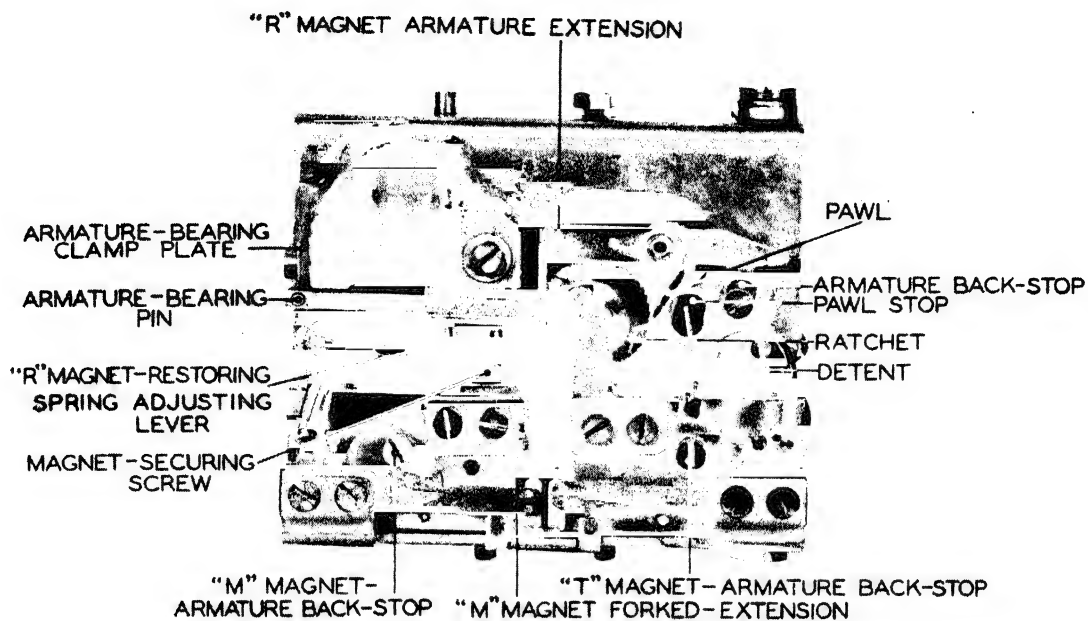 "R" MAGNET ARMATURE EXTENSION
ARMATURE-BEARING
CLAMP PLATE
ARMATURE-BEARING
PIN
"R" MAGNET-RESTORING
SPRING ADJUSTING
LEVER
MAGNET-SECURING
SCREW
PAWL
ARMATURE BACK-STOP
PAWL STOP
RATCHET
DETENT
"M" MAGNET-
ARMATURE BACK-STOP
"T" MAGNET-ARMATURE BACK-STOP
"M" MAGNET FORKED-EXTENSION